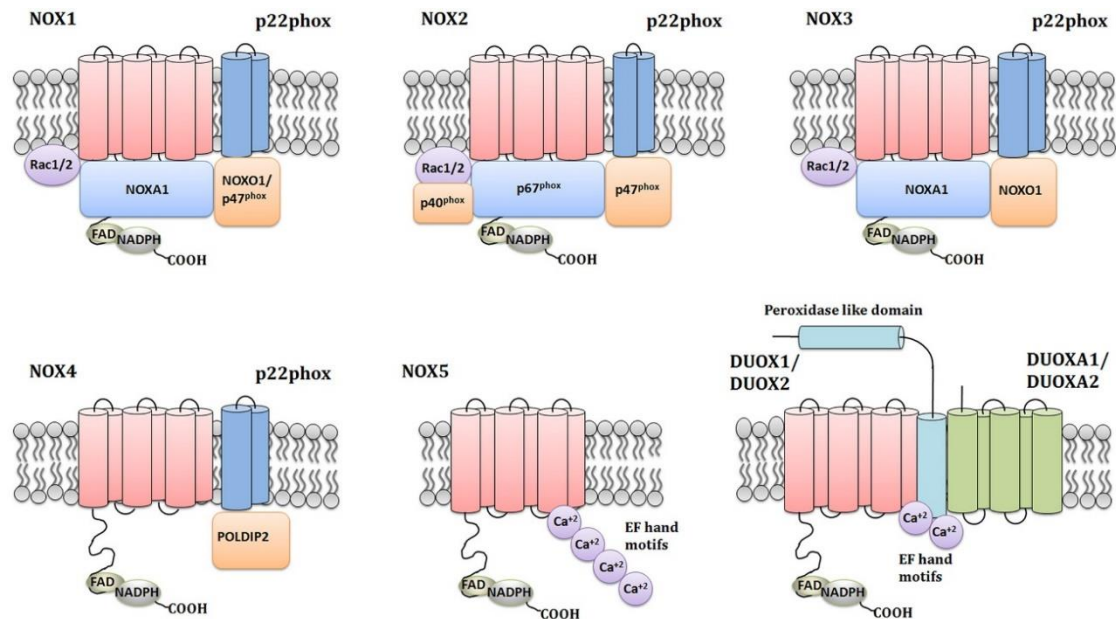 NOX1
p22phox
Rac1/2
NOXA1
NOXO1/
p47phox
FAD
NADPH
COOH
NOX2
p22phox
Rac1/2
p40phox
p67phox
p47phox
FAD
NADPH
COOH
NOX3
p22phox
Rac1/2
NOXA1
NOXO1
FAD
NADPH
COOH
NOX4
p22phox
POLDIP2
FAD
NADPH
COOH
NOX5
Ca+2
Ca+2
Ca+2
Ca+2
EF hand
motifs
FAD
NADPH
COOH
Peroxidase like domain
DUOX1/
DUOX2
DUOXA1/
DUOXA2
Ca+2
Ca+2
EF hand
motifs
FAD
NADPH
COOH